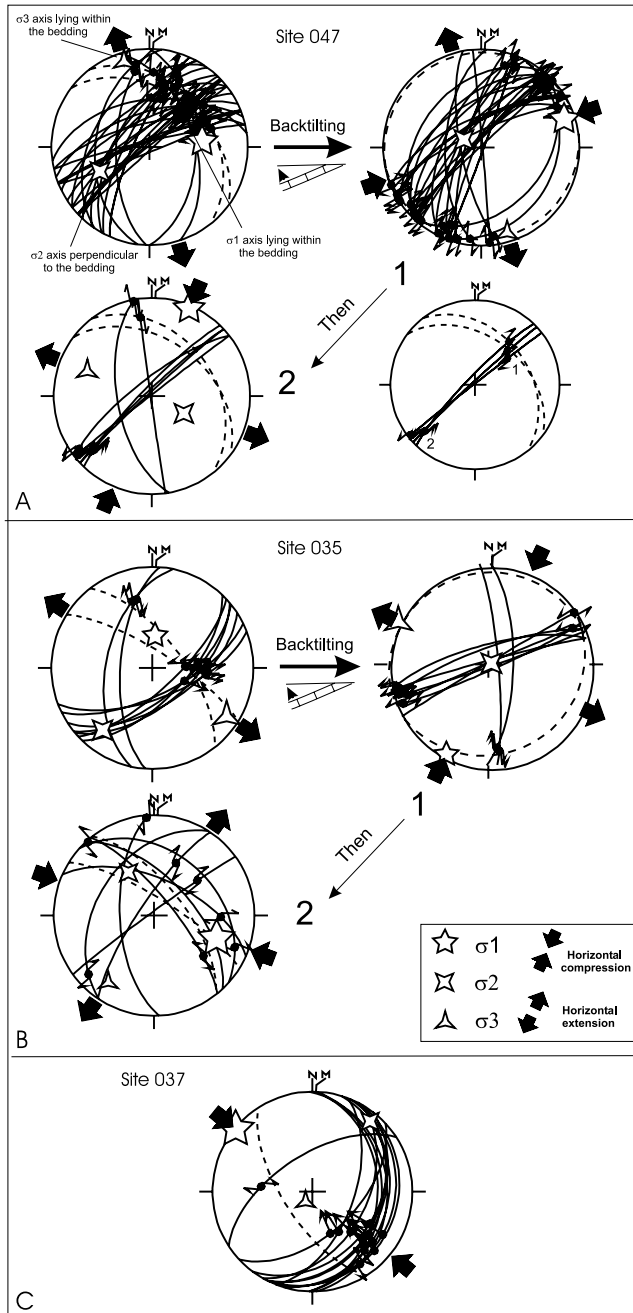 σ3 axis lying within
the bedding
N M
Site 047
N M
Backtilting
σ2 axis perpendicular
to the bedding
σ1 axis lying within
the bedding
1
Then
2
N M
N M
1
2
A
Site 035
N M
N M
Backtilting
1
Then
2
N M
σ1
σ2
σ3
Horizontal
compression
Horizontal
extension
B
Site 037
N M
C